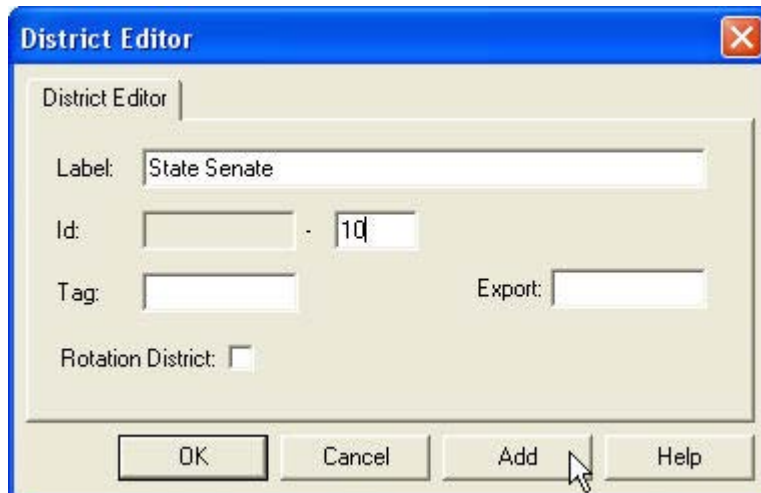 District Editor
District Editor
Label: State Senate
Id: - 10
Tag: Export:
Rotation District:
OK Cancel Add Help